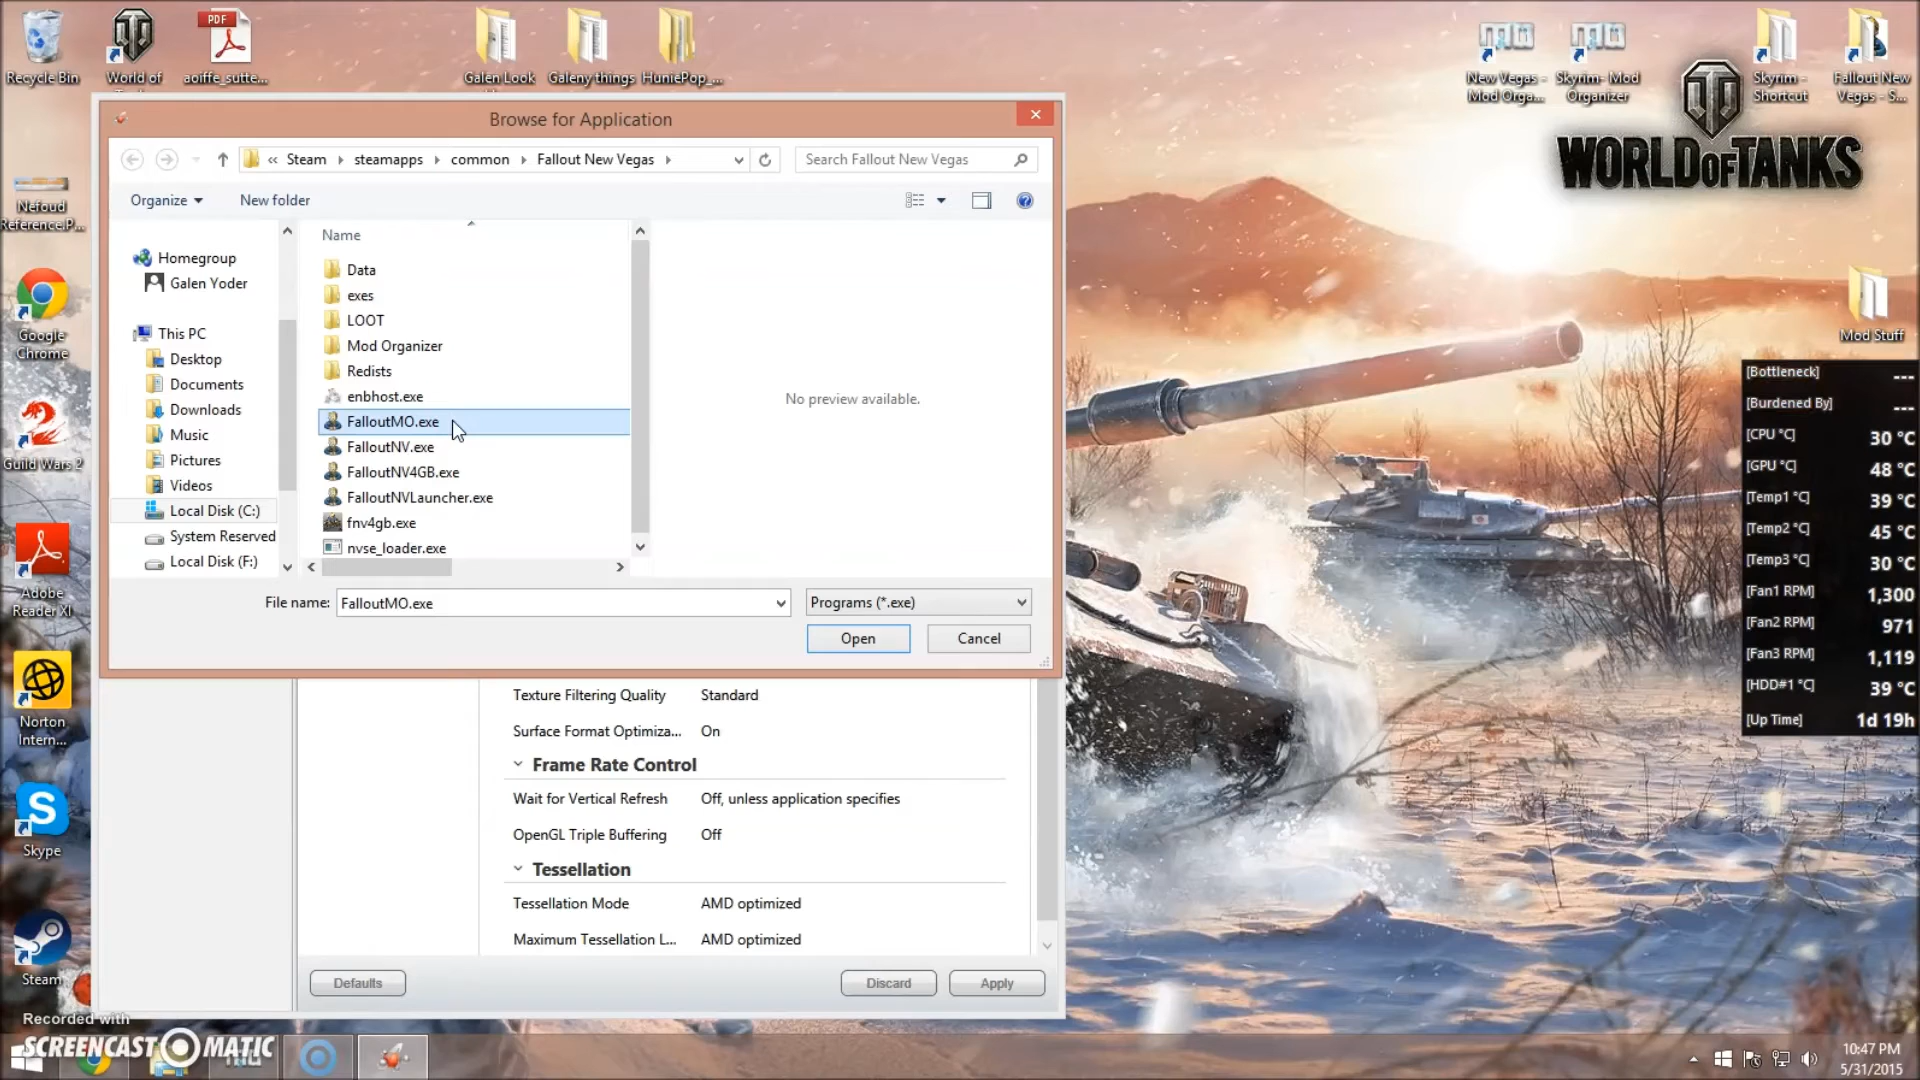 Recycle Bin
World of
PDF
aoiffe_sutte...
Galen Look
Galeny things
HuniePop_...
New Vegas -
Mod Orga...
Skyrim- Mod
Organizer
Skyrim -
Shortcut
Fallout New
Vegas - S...
WORLD OF TANKS
Browse for Application
« Steam
steamapps
common
Fallout New Vegas
Search Fallout New Vegas
Organize
New folder
Homegroup
Galen Yoder
This PC
Desktop
Documents
Downloads
Music
Pictures
Videos
Local Disk (C:)
System Reserved
Local Disk (F:)
Name
Data
exes
LOOT
Mod Organizer
Redists
enbhost.exe
FalloutMO.exe
FalloutNV.exe
FalloutNV4GB.exe
FalloutNVLauncher.exe
fnv4gb.exe
nvse_loader.exe
No preview available.
File name:
FalloutMO.exe
Programs (*.exe)
Open
Cancel
Texture Filtering Quality
Standard
Surface Format Optimiza...
On
Frame Rate Control
Wait for Vertical Refresh
Off, unless application specifies
OpenGL Triple Buffering
Off
Tessellation
Tessellation Mode
AMD optimized
Maximum Tessellation L...
AMD optimized
Defaults
Discard
Apply
Nefoud
Reference.P...
Google
Chrome
Guild Wars 2
Adobe
Reader XI
Norton
Intern...
Skype
Steam
Mod Stuff
[Bottleneck] ---
[Burdened By] ---
[CPU °C] 30 °C
[GPU °C] 48 °C
[Temp1 °C] 39 °C
[Temp2 °C] 45 °C
[Temp3 °C] 30 °C
[Fan1 RPM] 1,300
[Fan2 RPM] 971
[Fan3 RPM] 1,119
[HDD#1 °C] 39 °C
[Up Time] 1d 19h
Recorded with
SCREENCAST MATIC
10:47 PM
5/31/2015